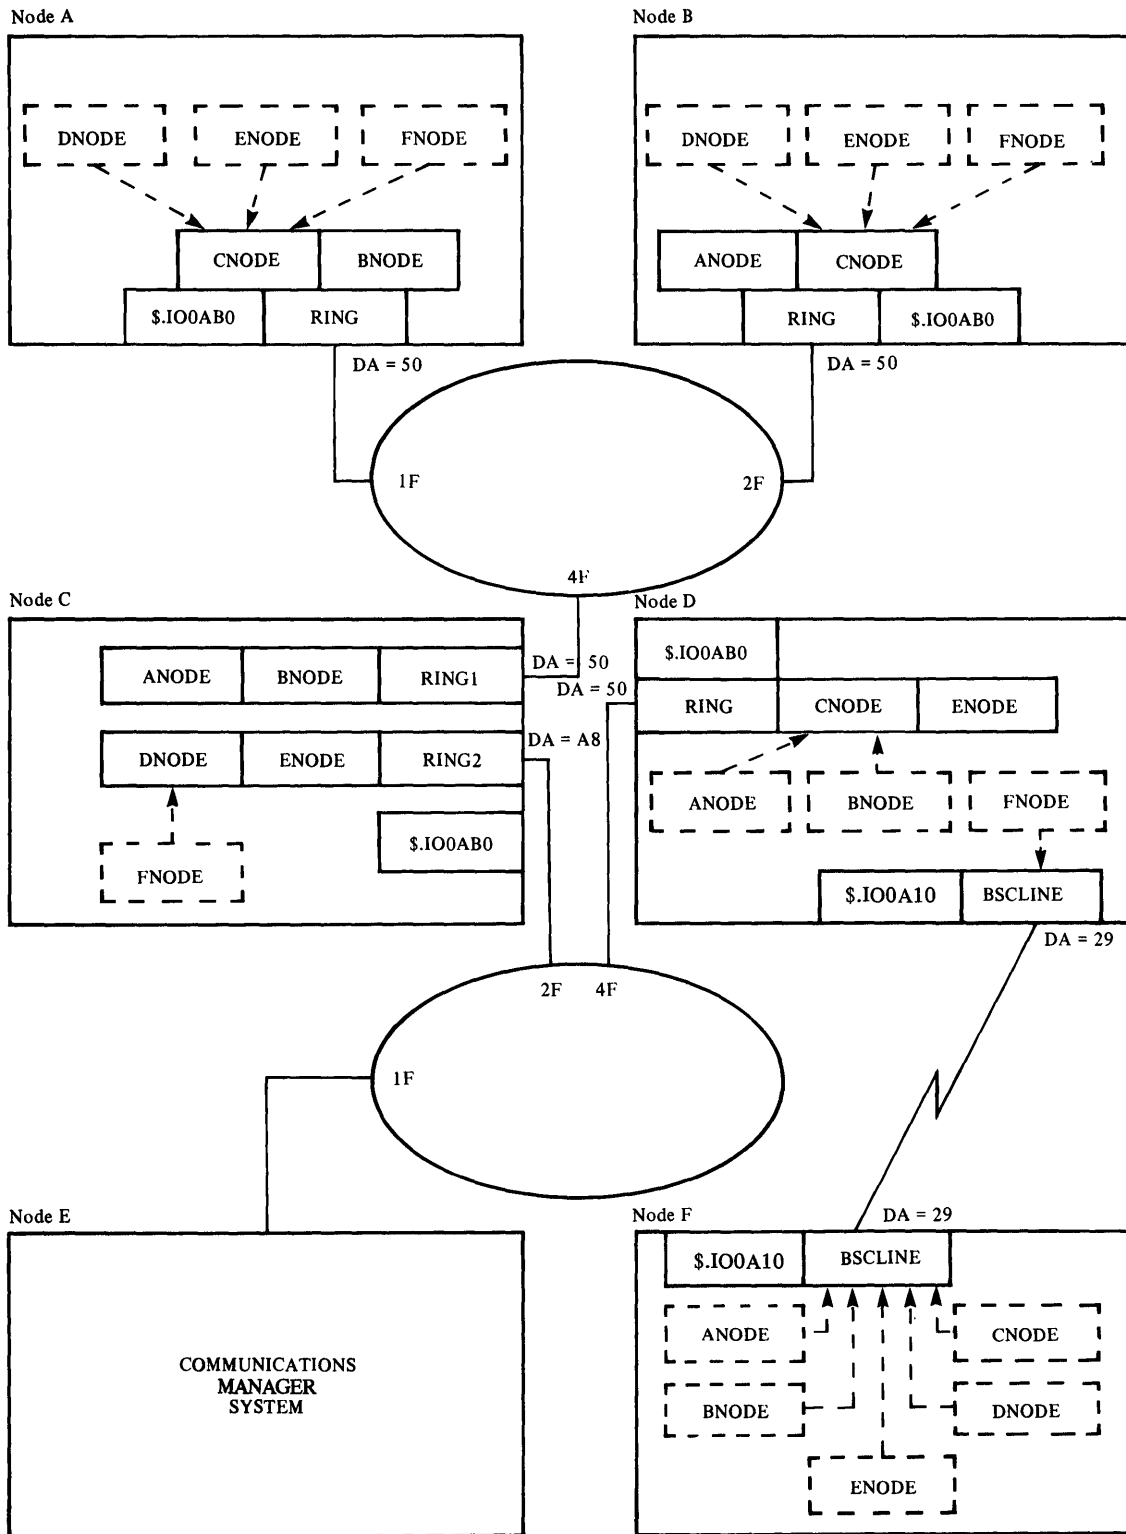 Node A
DNODE
ENODE
FNODE
CNODE
BNODE
$.IO0AB0
RING
DA = 50
Node B
DNODE
ENODE
FNODE
ANODE
CNODE
RING
$.IO0AB0
DA = 50
1F
2F
4F
Node C
ANODE
BNODE
RING1
DA = 50
DNODE
ENODE
RING2
DA = A8
$.IO0AB0
FNODE
Node D
$.IO0AB0
DA = 50
RING
CNODE
ENODE
ANODE
BNODE
FNODE
$.IO0A10
BSCLINE
DA = 29
2F
4F
1F
Node E
COMMUNICATIONS
MANAGER
SYSTEM
Node F
DA = 29
$.IO0A10
BSCLINE
ANODE
CNODE
BNODE
DNODE
ENODE